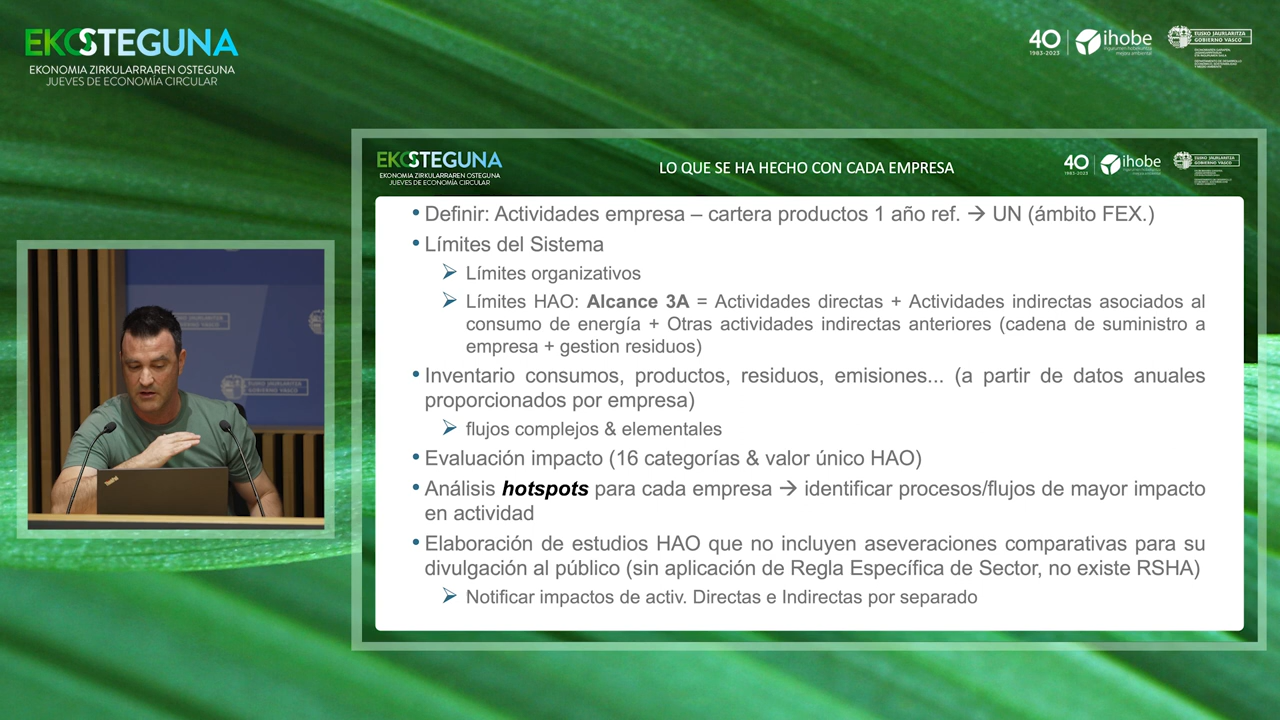 EKOSTEGUNA
EKONOMIA ZIRKULARRAREN OSTEGUNA
JUEVES DE ECONOMÍA CIRCULAR
40
1983-2023
ihobe
EUSKO JAURLARITZA
GOBIERNO VASCO
EKOSTEGUNA
EKONOMIA ZIRKULARRAREN OSTEGUNA
JUEVES DE ECONOMÍA CIRCULAR
LO QUE SE HA HECHO CON CADA EMPRESA
40
1983-2023
ihobe
EUSKO JAURLARITZA
GOBIERNO VASCO
• Definir: Actividades empresa – cartera productos 1 año ref. → UN (ámbito FEX.)
• Límites del Sistema
➢ Límites organizativos
➢ Límites HAO: Alcance 3A = Actividades directas + Actividades indirectas asociados al
consumo de energía + Otras actividades indirectas anteriores (cadena de suministro a
empresa + gestion residuos)
• Inventario consumos, productos, residuos, emisiones... (a partir de datos anuales
proporcionados por empresa)
➢ flujos complejos & elementales
• Evaluación impacto (16 categorías & valor único HAO)
• Análisis hotspots para cada empresa → identificar procesos/flujos de mayor impacto
en actividad
• Elaboración de estudios HAO que no incluyen aseveraciones comparativas para su
divulgación al público (sin aplicación de Regla Específica de Sector, no existe RSHA)
➢ Notificar impactos de activ. Directas e Indirectas por separado